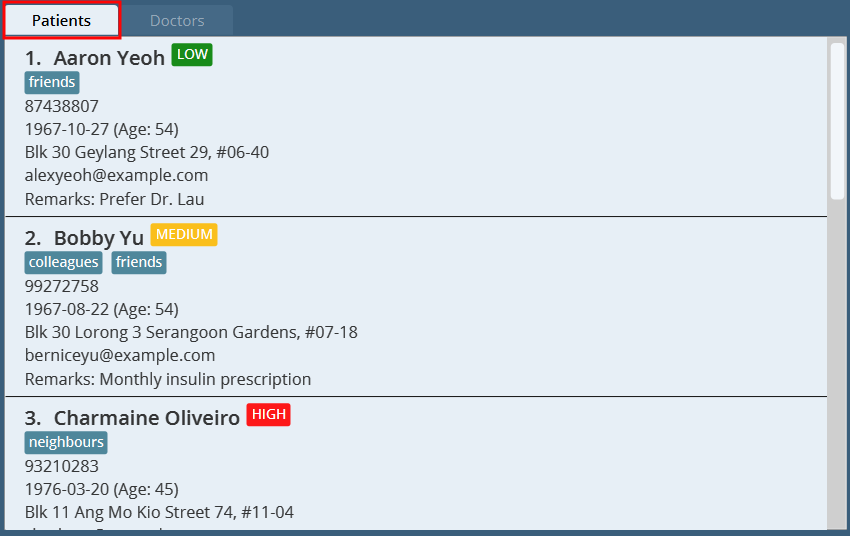 Patients Doctors
1. Aaron Yeoh LOW
friends
87438807
1967-10-27 (Age: 54)
Blk 30 Geylang Street 29, #06-40
alexyeoh@example.com
Remarks: Prefer Dr. Lau
2. Bobby Yu MEDIUM
colleagues friends
99272758
1967-08-22 (Age: 54)
Blk 30 Lorong 3 Serangoon Gardens, #07-18
berniceyu@example.com
Remarks: Monthly insulin prescription
3. Charmaine Oliveiro HIGH
neighbours
93210283
1976-03-20 (Age: 45)
Blk 11 Ang Mo Kio Street 74, #11-04